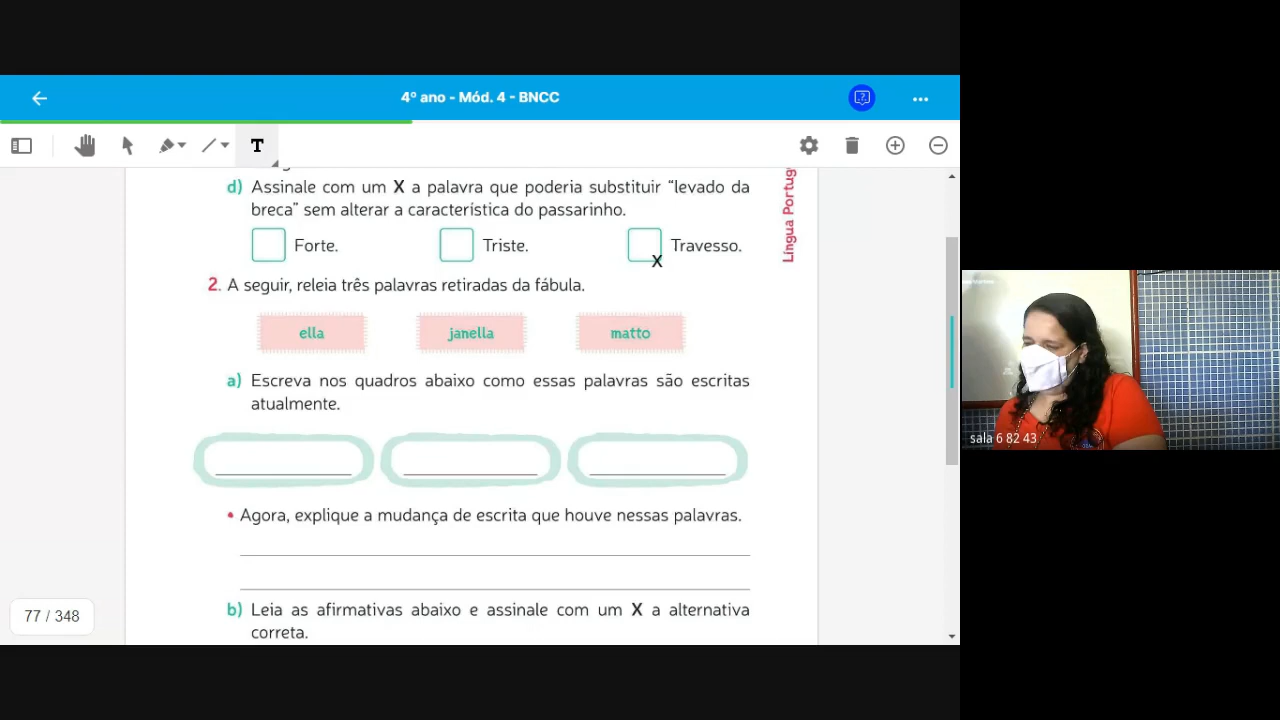 4º ano - Mód. 4 - BNCC
T
d) Assinale com um X a palavra que poderia substituir “levado da
breca” sem alterar a característica do passarinho.
Forte. Triste. Travesso.
X
2. A seguir, releia três palavras retiradas da fábula.
ella janella matto
a) Escreva nos quadros abaixo como essas palavras são escritas
atualmente.
• Agora, explique a mudança de escrita que houve nessas palavras.
b) Leia as afirmativas abaixo e assinale com um X a alternativa
correta.
77 / 348
Língua Portug
sala 6 82 43